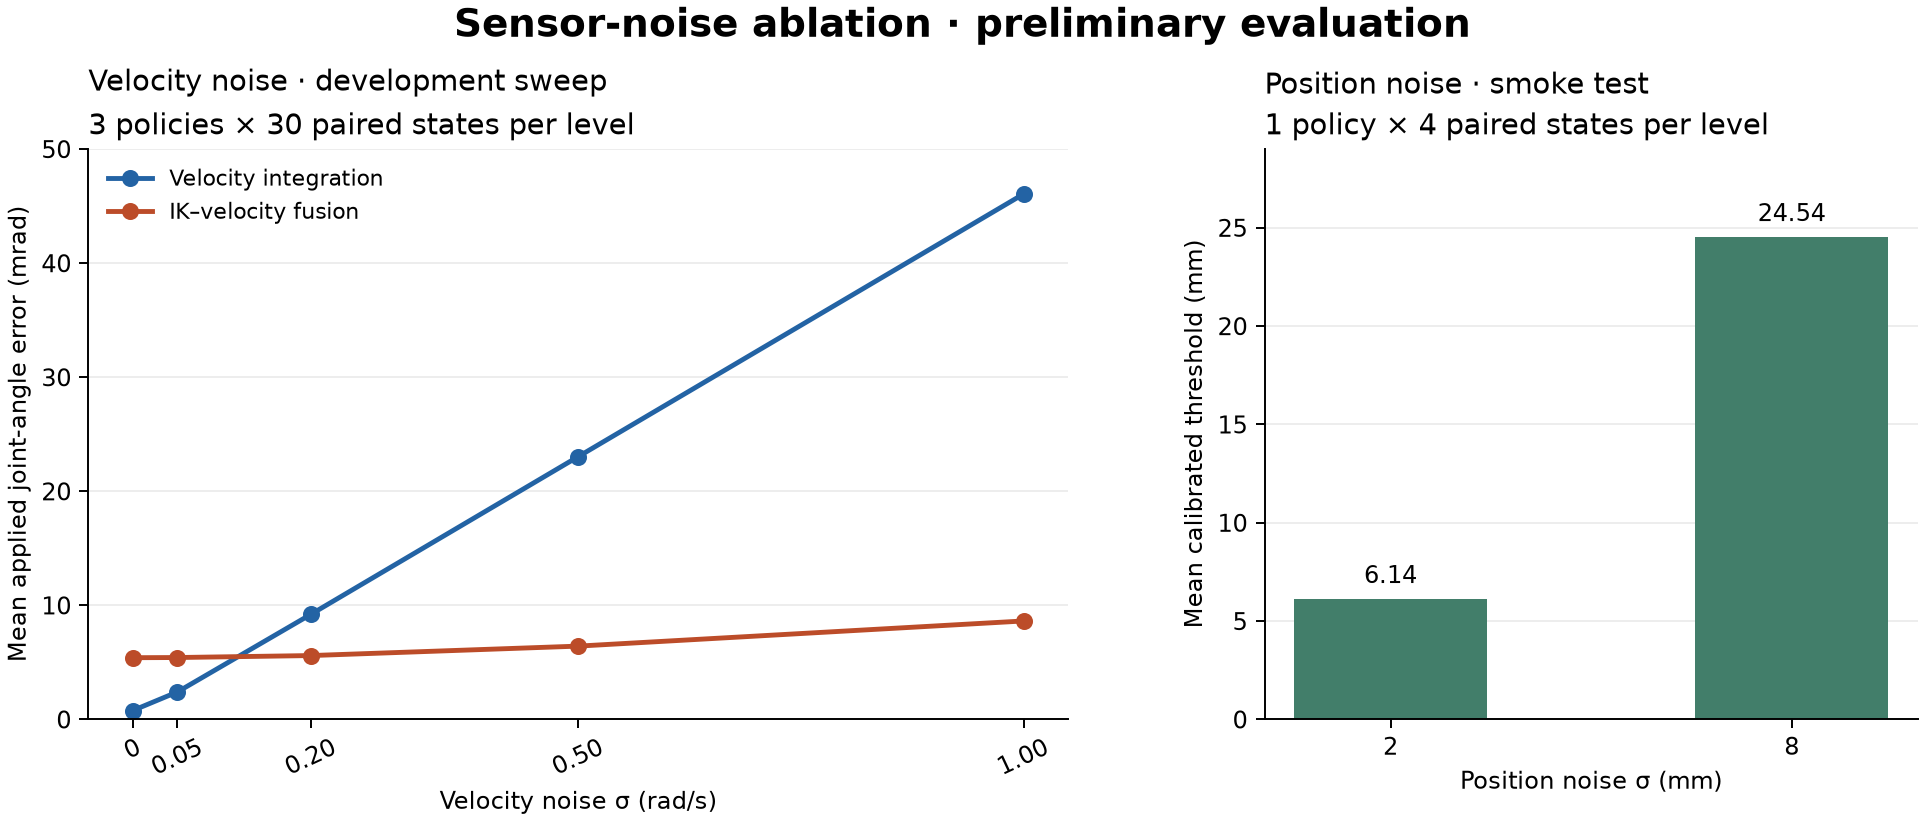 Sensor-noise ablation · preliminary evaluation
Velocity noise · development sweep
3 policies × 30 paired states per level
Mean applied joint-angle error (mrad)
50
40
30
20
10
0
Velocity integration
IK–velocity fusion
0
0.05
0.20
0.50
1.00
Velocity noise σ (rad/s)
Position noise · smoke test
1 policy × 4 paired states per level
Mean calibrated threshold (mm)
25
20
15
10
5
0
6.14
24.54
2
8
Position noise σ (mm)